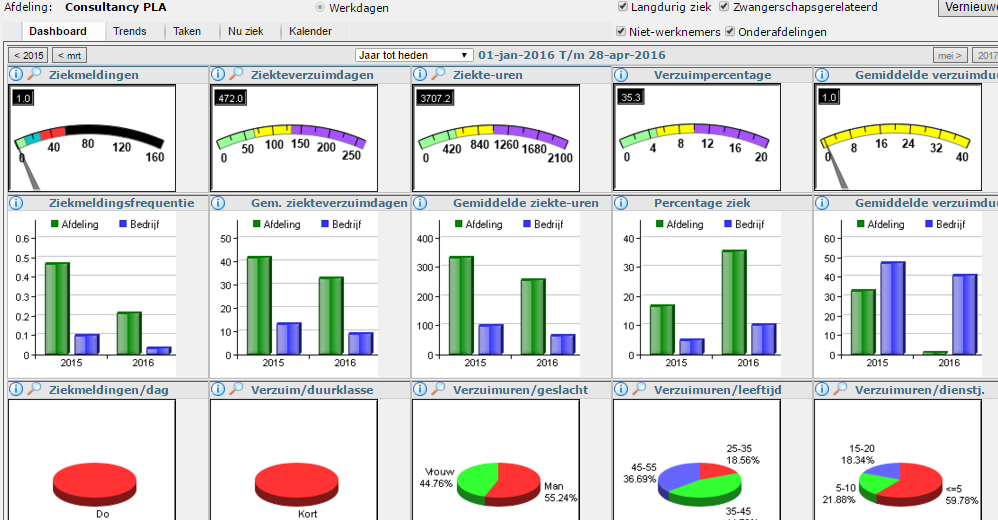 Afdeling: Consultancy PLA Werkdagen Langdurig ziek Zwangerschapsgerelateerd Vernieuwe
Niet-werknemers Onderafdelingen
Dashboard Trends Taken Nu ziek Kalender
< 2015 < mrt Jaar tot heden 01-jan-2016 T/m 28-apr-2016 mei > 2017
Ziekmeldingen Ziekteverzuimdagen Ziekte-uren Verzuimpercentage Gemiddelde verzuimdu
1.0 472.0 3707.2 35.3 1.0
0 40 80 120 160
0 50 100 150 200 250
0 420 840 1260 1680 2100
0 4 8 12 16 20
0 8 16 24 32 40
Ziekmeldingsfrequentie Gem. ziekteverzuimdagen Gemiddelde ziekte-uren Percentage ziek Gemiddelde verzuimdu
Afdeling Bedrijf Afdeling Bedrijf Afdeling Bedrijf Afdeling Bedrijf Afdeling Bedrijf
0.6 50 400 40 60
0.5 40 300 30 50
0.4 30 200 20 40
0.3 20 100 10 30
0.2 10 0 0 20
0.1 0 10
0 0
2015 2016 2015 2016 2015 2016 2015 2016 2015 2016
Ziekmeldingen/dag Verzuim/duurklasse Verzuimuren/geslacht Verzuimuren/leeftijd Verzuimuren/dienstj.
Do
Kort
Vrouw
44.76%
Man
55.24%
25-35
18.56%
45-55
36.69%
35-45
15-20
18.34%
5-10
21.88%
<=5
59.78%